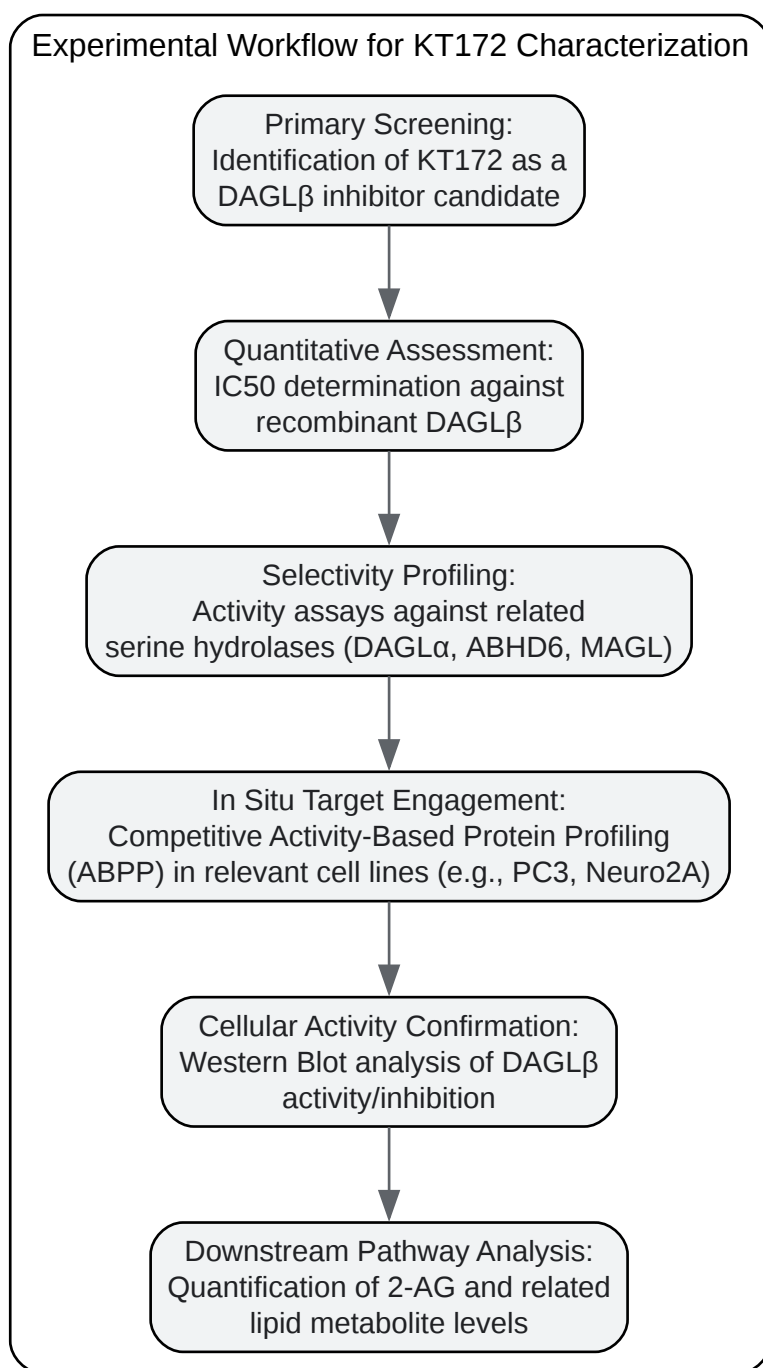 Experimental Workflow for KT172 Characterization
Primary Screening:
Identification of KT172 as a
DAGLβ inhibitor candidate
Quantitative Assessment:
IC50 determination against
recombinant DAGLβ
Selectivity Profiling:
Activity assays against related
serine hydrolases (DAGLα, ABHD6, MAGL)
In Situ Target Engagement:
Competitive Activity-Based Protein Profiling
(ABPP) in relevant cell lines (e.g., PC3, Neuro2A)
Cellular Activity Confirmation:
Western Blot analysis of DAGLβ
activity/inhibition
Downstream Pathway Analysis:
Quantification of 2-AG and related
lipid metabolite levels